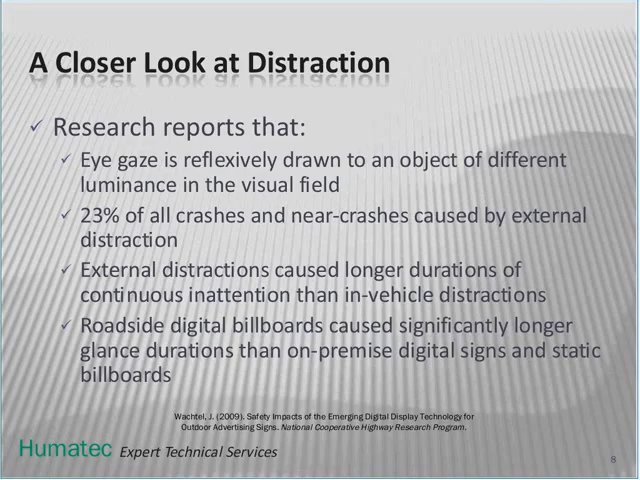 A Closer Look at Distraction
✓ Research reports that:
✓ Eye gaze is reflexively drawn to an object of different
luminance in the visual field
✓ 23% of all crashes and near-crashes caused by external
distraction
✓ External distractions caused longer durations of
continuous inattention than in-vehicle distractions
✓ Roadside digital billboards caused significantly longer
glance durations than on-premise digital signs and static
billboards
Wachtel, J. (2009). Safety Impacts of the Emerging Digital Display Technology for
Outdoor Advertising Signs. National Cooperative Highway Research Program.
Humatec Expert Technical Services
8